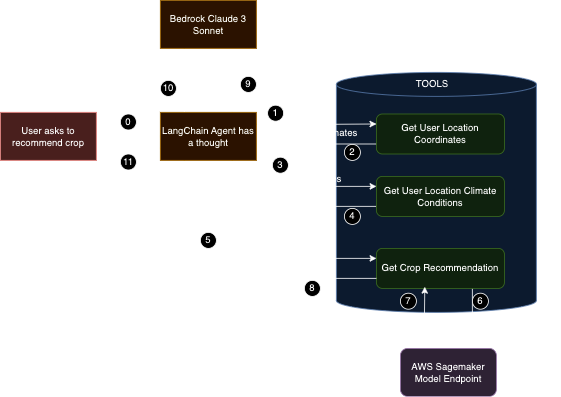 Bedrock Claude 3
Sonnet
10
9
TOOLS
User asks to
recommend crop
0
11
LangChain Agent has
a thought
1
2
Get User Location
Coordinates
3
4
Get User Location Climate
Conditions
5
Get Crop Recommendation
8
7
6
AWS Sagemaker
Model Endpoint